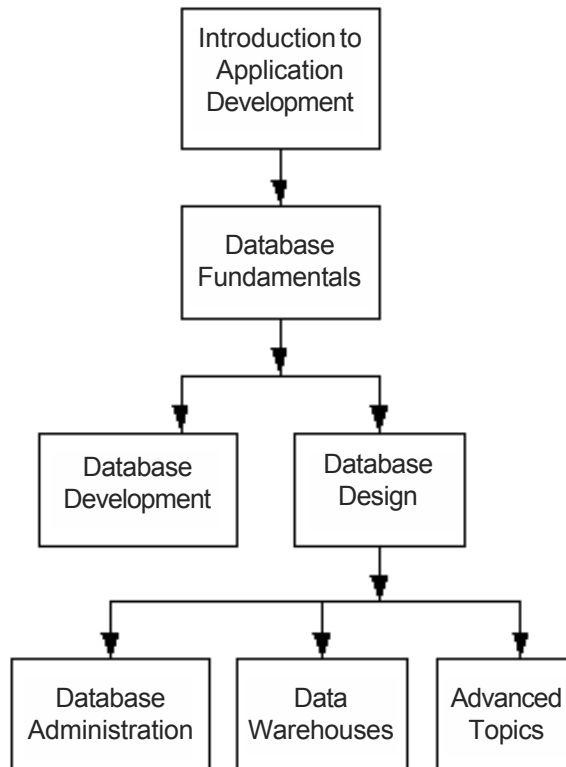 Introduction to
Application
Development
Database
Fundamentals
Database
Development
Database
Design
Database
Administration
Data
Warehouses
Advanced
Topics